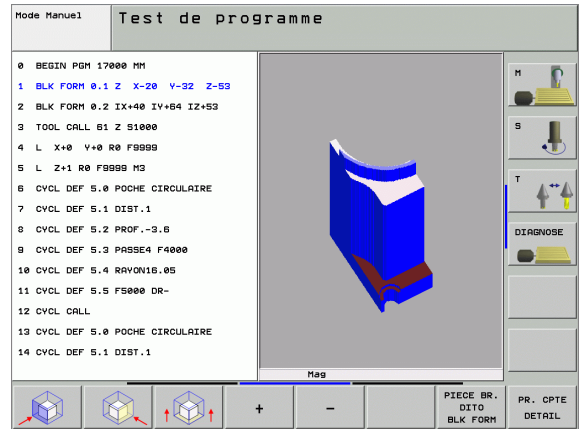 Mode Manuel
Test de programme
0 BEGIN PGM 17000 MM
1 BLK FORM 0.1 Z X-20 Y-32 Z-53
2 BLK FORM 0.2 IX+40 IY+64 IZ+53
3 TOOL CALL 61 Z S1000
4 L X+0 Y+0 R0 F9999
5 L Z+1 R0 F9999 M3
6 CYCL DEF 5.0 POCHE CIRCULAIRE
7 CYCL DEF 5.1 DIST.1
8 CYCL DEF 5.2 PROF.-3.6
9 CYCL DEF 5.3 PASSE4 F4000
10 CYCL DEF 5.4 RAYON16.05
11 CYCL DEF 5.5 F5000 DR-
12 CYCL CALL
13 CYCL DEF 5.0 POCHE CIRCULAIRE
14 CYCL DEF 5.1 DIST.1
Mag
M
S
T
DIAGNOSE
+
-
PIECE BR.
DITO
BLK FORM
PR. CPTE
DETAIL